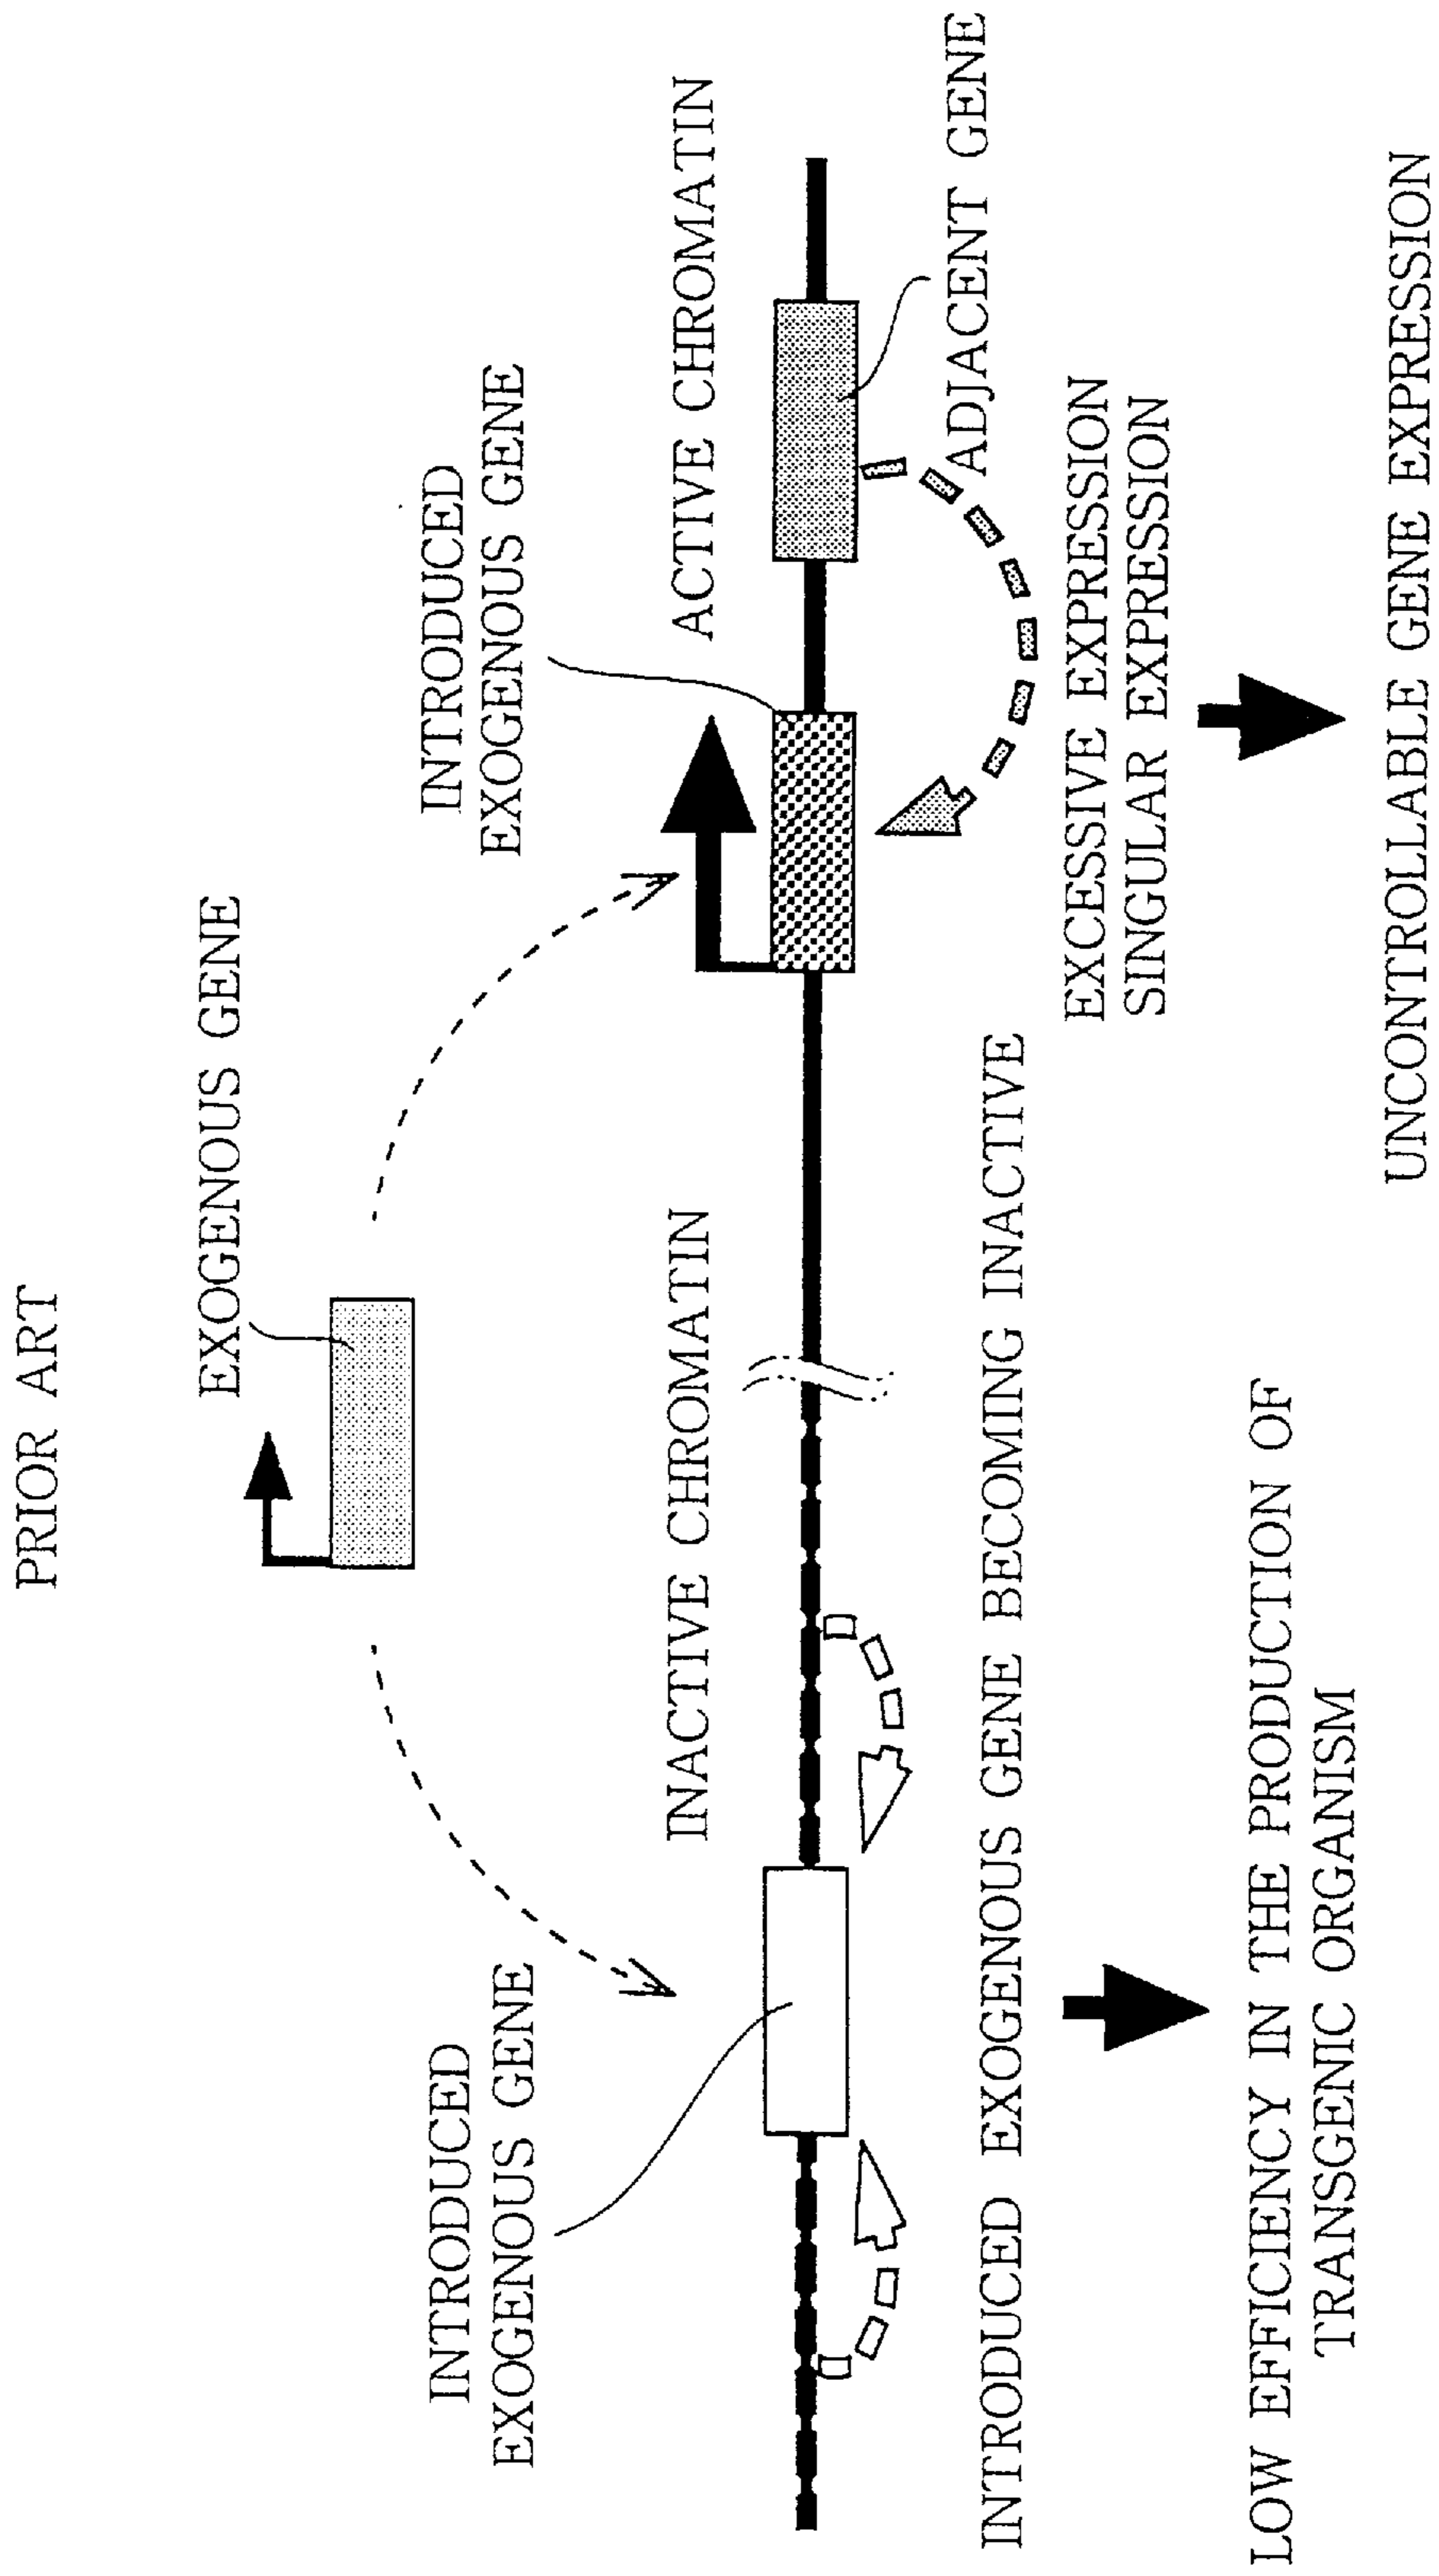 PRIOR ART
EXOGENOUS GENE
INTRODUCED
EXOGENOUS GENE
INTRODUCED
EXOGENOUS GENE
INACTIVE CHROMATIN
ACTIVE CHROMATIN
ADJACENT GENE
INTRODUCED EXOGENOUS GENE BECOMING INACTIVE
EXCESSIVE EXPRESSION
SINGULAR EXPRESSION
LOW EFFICIENCY IN THE PRODUCTION OF
TRANSGENIC ORGANISM
UNCONTROLLABLE GENE EXPRESSION